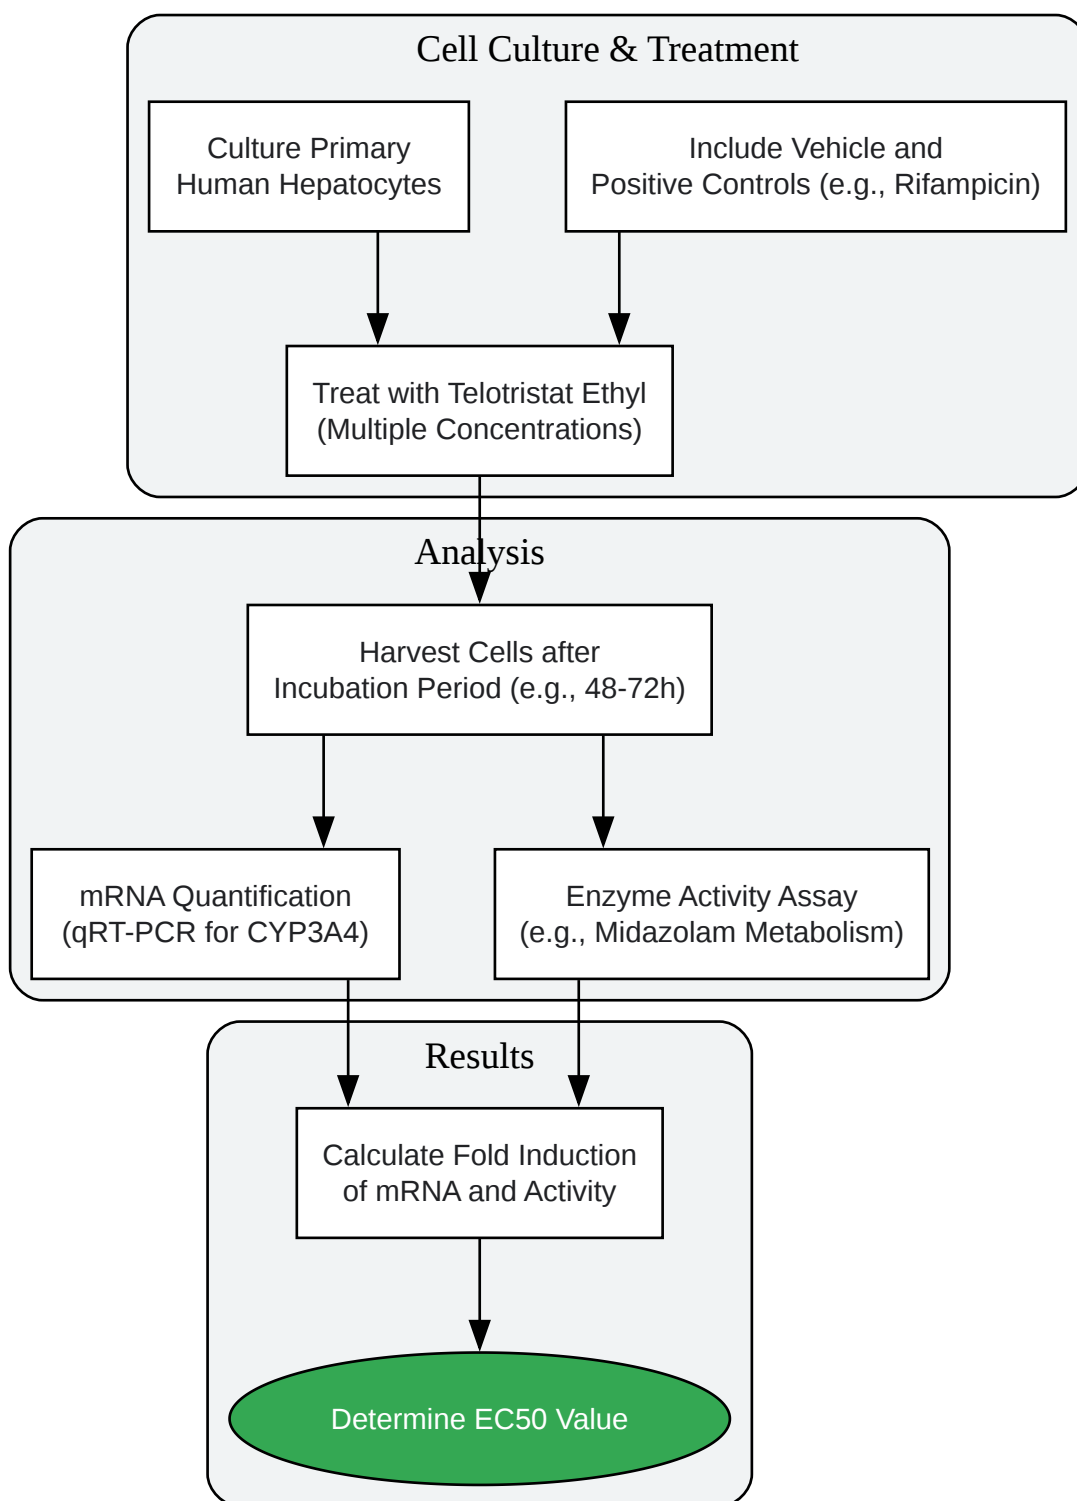 Cell Culture & Treatment
Culture Primary
Human Hepatocytes
Include Vehicle and
Positive Controls (e.g., Rifampicin)
Treat with Telotristat Ethyl
(Multiple Concentrations)
Analysis
Harvest Cells after
Incubation Period (e.g., 48-72h)
mRNA Quantification
(qRT-PCR for CYP3A4)
Enzyme Activity Assay
(e.g., Midazolam Metabolism)
Results
Calculate Fold Induction
of mRNA and Activity
Determine EC50 Value